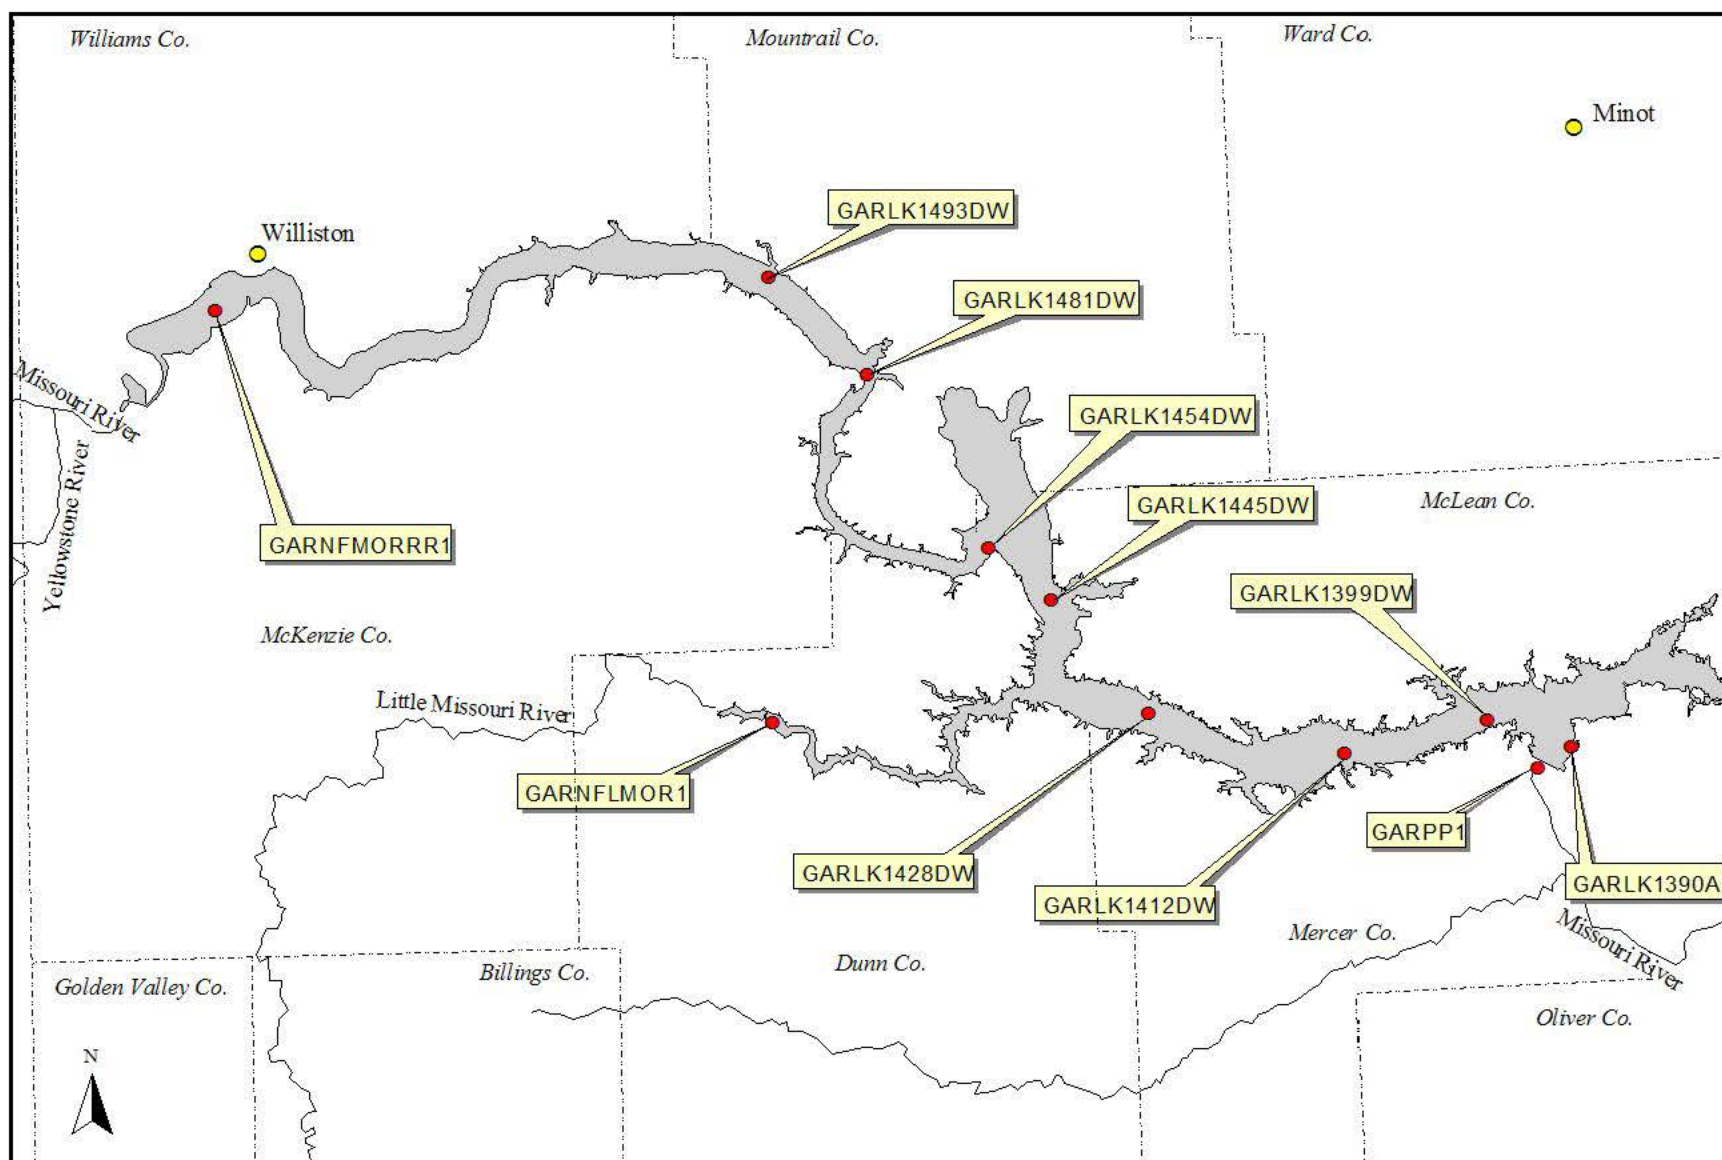 Williams Co.
Mountrail Co.
Ward Co.
Minot
GARLK1493DW
Williston
GARLK1481DW
Missouri River
GARLK1454DW
Yellowstone River
GARLK1445DW
McLean Co.
GARNFMORRR1
GARLK1399DW
McKenzie Co.
Little Missouri River
GARNFLMOR1
GARPP1
GARLK1428DW
GARLK1390A
GARLK1412DW
Mercer Co.
Missouri River
Dunn Co.
Billings Co.
Golden Valley Co.
Oliver Co.
N